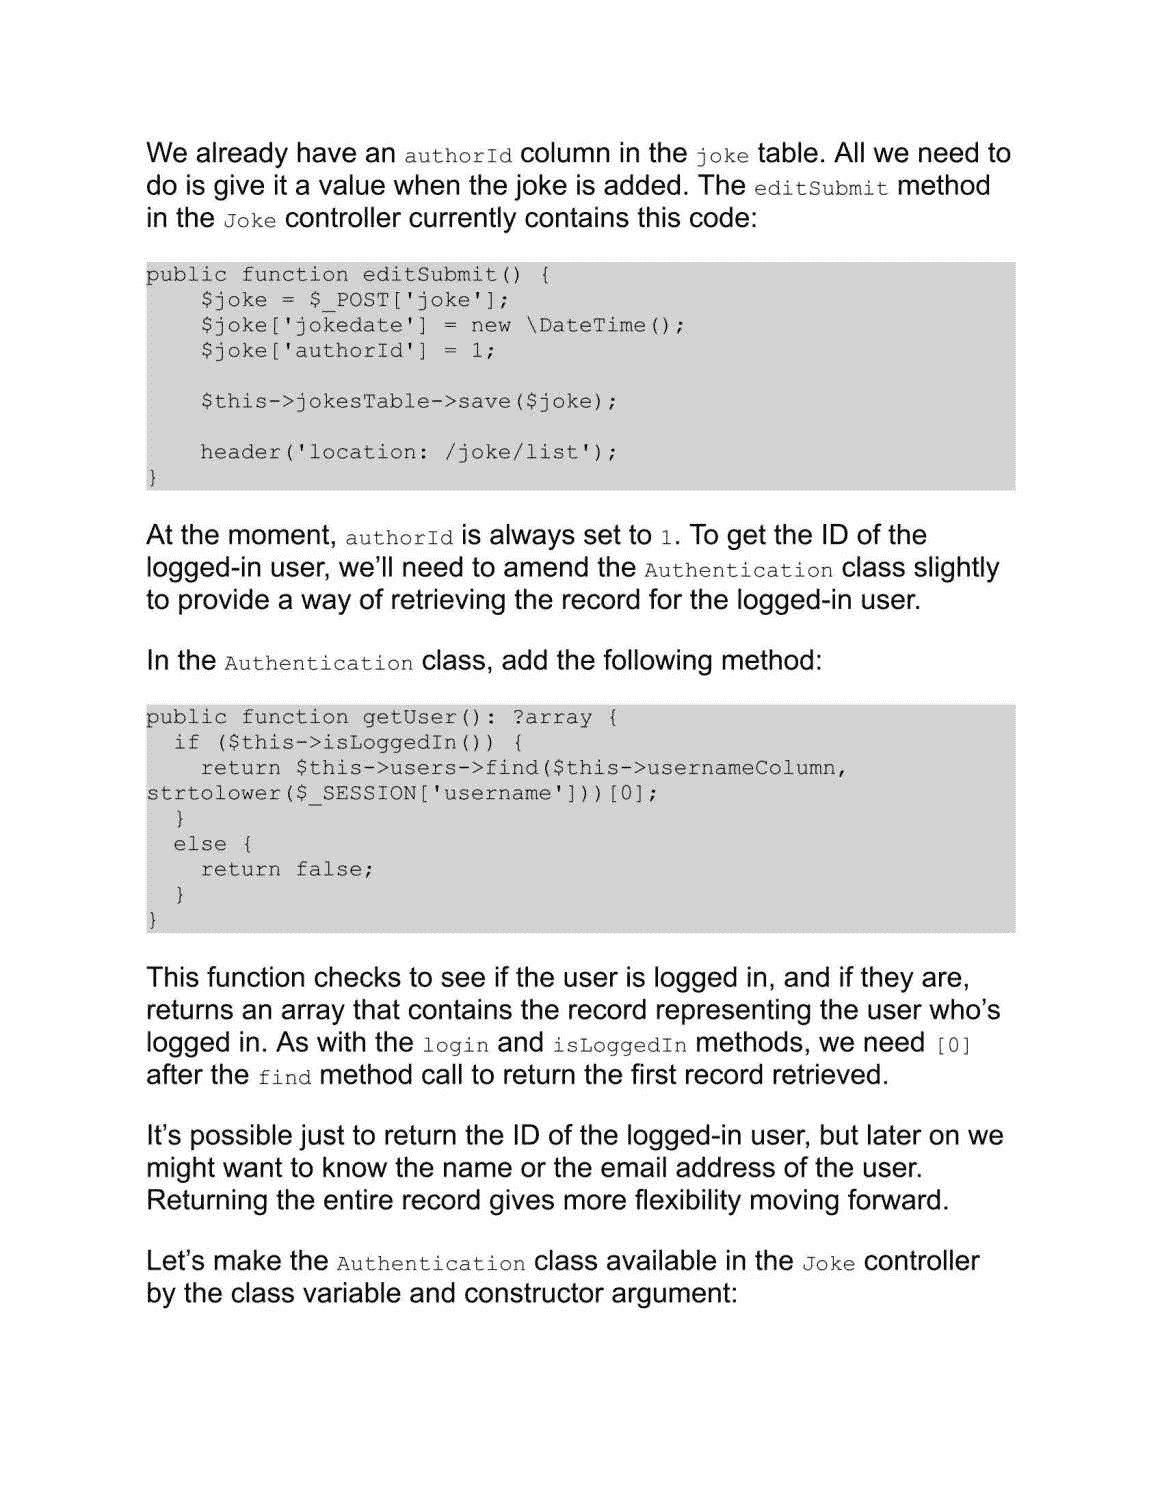 We already have an authorId column in the joke table. All we need to
do is give it a value when the joke is added. The editSubmit method
in the Joke controller currently contains this code:
public function editSubmit() {
    $joke = $_POST['joke'];
    $joke['jokedate'] = new \DateTime();
    $joke['authorId'] = 1;
    $this->jokesTable->save($joke);
    header('location: /joke/list');
}
At the moment, authorId is always set to 1. To get the ID of the
logged-in user, we’ll need to amend the Authentication class slightly
to provide a way of retrieving the record for the logged-in user.
In the Authentication class, add the following method:
public function getUser(): ?array {
  if ($this->isLoggedIn()) {
    return $this->users->find($this->usernameColumn,
strtolower($_SESSION['username']))[0];
  }
  else {
    return false;
  }
}
This function checks to see if the user is logged in, and if they are,
returns an array that contains the record representing the user who’s
logged in. As with the login and isLoggedIn methods, we need [0]
after the find method call to return the first record retrieved.
It’s possible just to return the ID of the logged-in user, but later on we
might want to know the name or the email address of the user.
Returning the entire record gives more flexibility moving forward.
Let’s make the Authentication class available in the Joke controller
by the class variable and constructor argument: